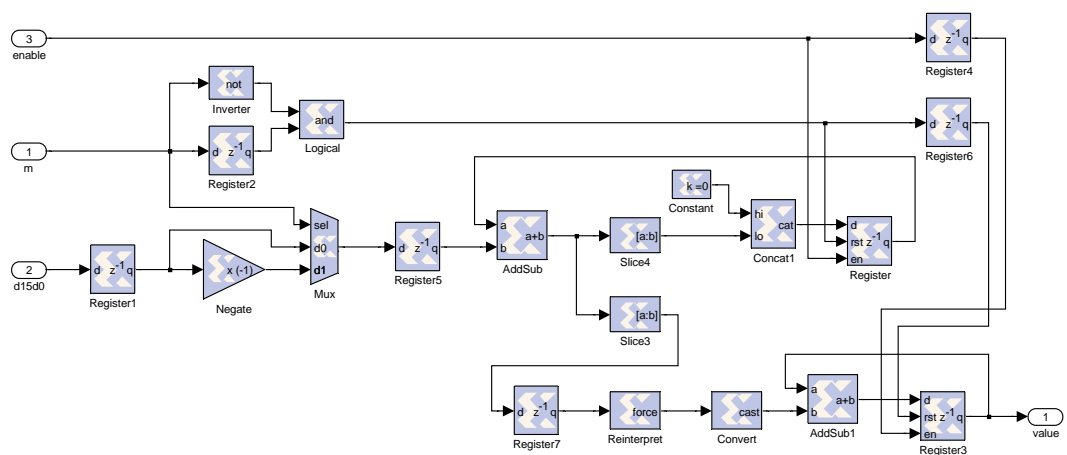 3
enable
d z⁻¹ q
Register4
not
Inverter
and
Logical
d z⁻¹ q
Register6
1
m
d z⁻¹ q
Register2
k =0
Constant
hi
lo
cat
Concat1
d
rst z⁻¹ q
en
Register
sel
d0
d1
Mux
a
b
a+b
AddSub
[a:b]
Slice4
2
d15d0
d z⁻¹ q
Register1
x (-1)
Negate
d z⁻¹ q
Register5
[a:b]
Slice3
d z⁻¹ q
Register7
force
Reinterpret
cast
Convert
a
b
a+b
AddSub1
d
rst z⁻¹ q
en
Register3
1
value